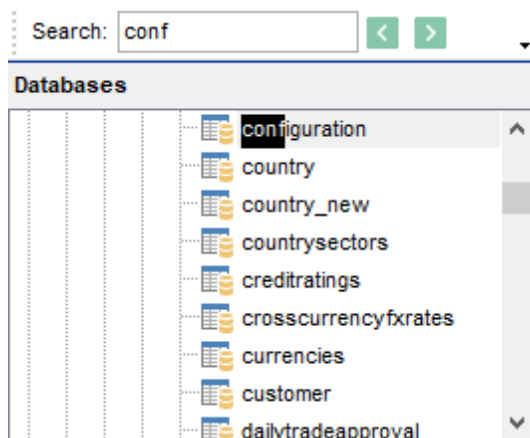 Search: conf
Databases
configuration
country
country_new
countrysectors
creditratings
crosscurrencyfxrates
currencies
customer
dailytradeapproval